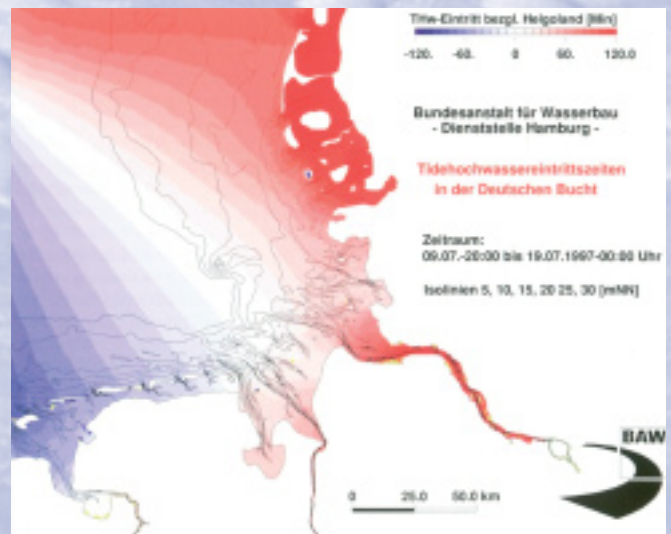 THw-Eintritt bezgl. Helgoland [Min]
-120. -60. 0 60. 120.0
Bundesanstalt für Wasserbau
- Dienststelle Hamburg -
Tidehochwassereintrittszeiten
in der Deutschen Bucht
Zeitraum:
09.07.-20:00 bis 19.07.1997-00:00 Uhr
Isolinien 5, 10, 15, 20 25, 30 [mNN]
BAW
0 25.0 50.0 km